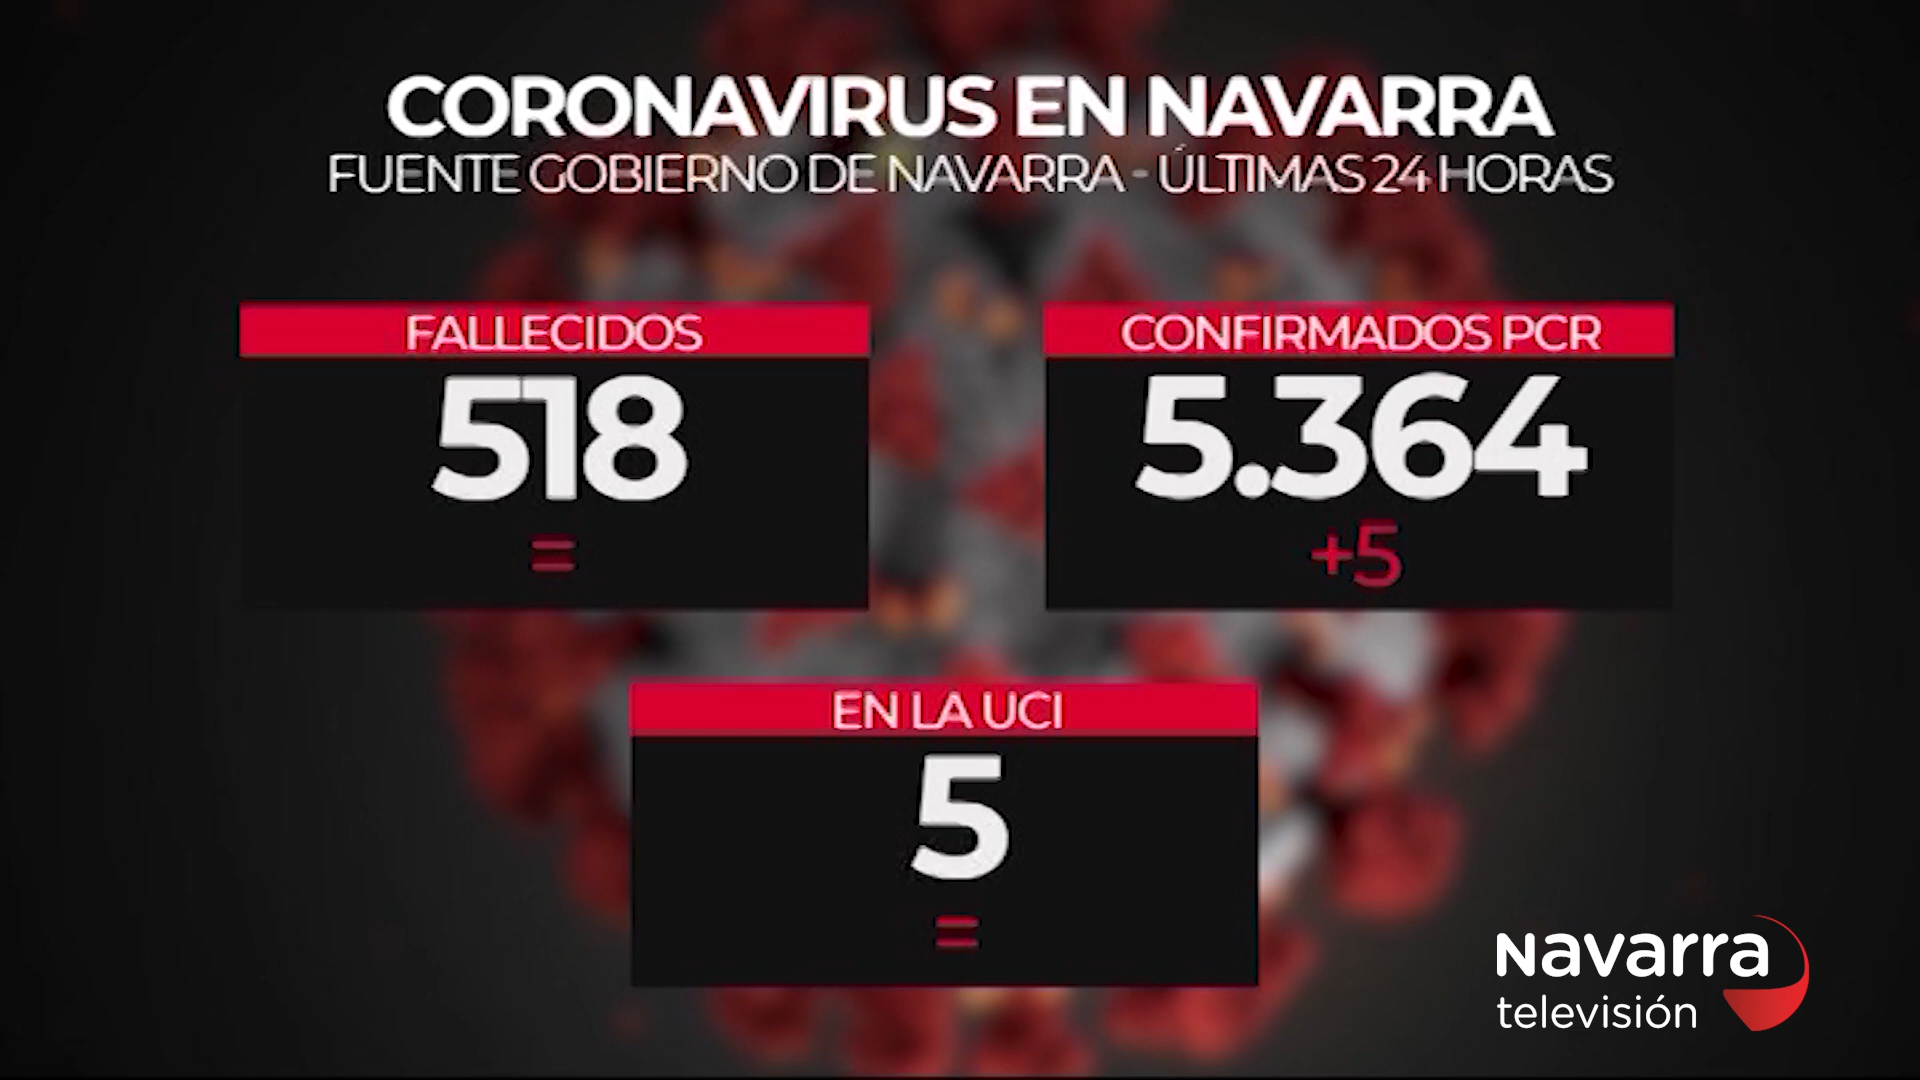 CORONAVIRUS EN NAVARRA
FUENTE GOBIERNO DE NAVARRA - ÚLTIMAS 24 HORAS
FALLECIDOS
518
=
CONFIRMADOS PCR
5.364
+5
EN LA UCI
5
=
Navarra
televisión